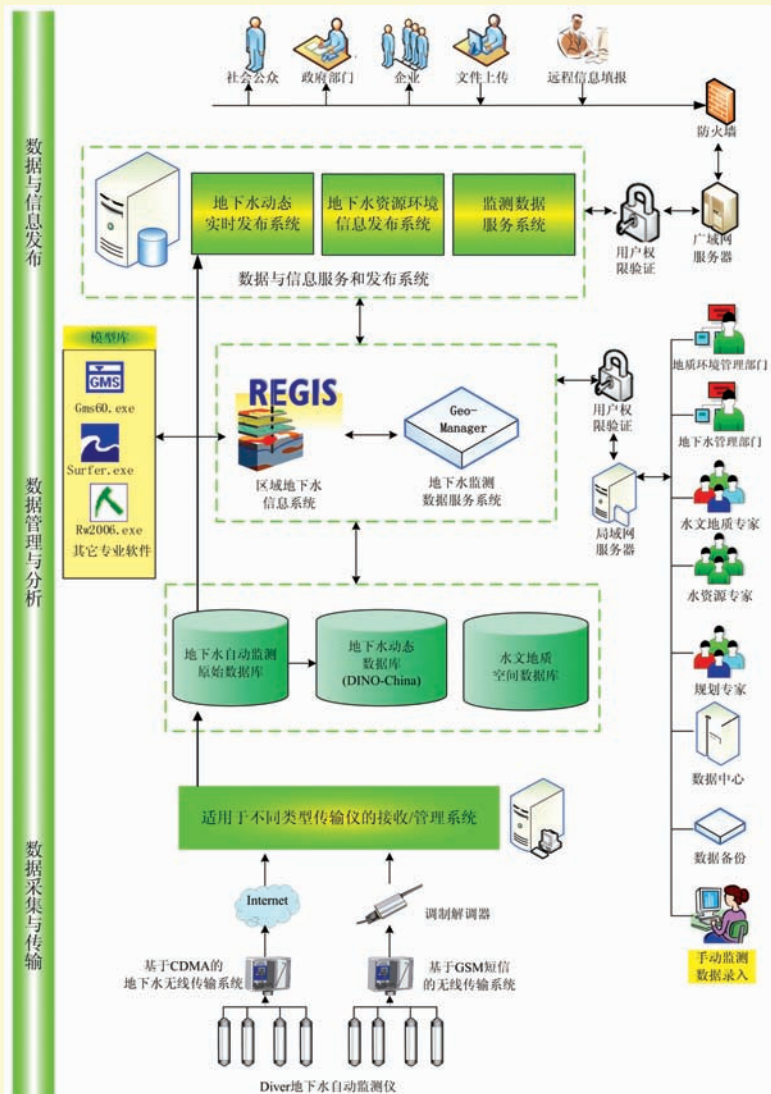 社会公众
政府部门
企业
文件上传
远程信息填报
防火墙
数据与信息发布
地下水动态
实时发布系统
地下水资源环境
信息发布系统
监测数据
服务系统
数据与信息服务和发布系统
用户权
限验证
广域网
服务器
模型库
GMS
Gms60.exe
Surfer.exe
Rw2006.exe
其它专业软件
REGIS
区域地下水
信息系统
Geo-
Manager
地下水监测
数据服务系统
用户权
限验证
局域网
服务器
地质环境管理部门
地下水管理部门
水文地质专家
水资源专家
规划专家
数据中心
数据备份
手动监测
数据录入
数据管理与分析
地下水自动监测
原始数据库
地下水动态
数据库
(DINO-China)
水文地质
空间数据库
适用于不同类型传输仪的接收/管理系统
数据采集与传输
Internet
调制解调器
基于CDMA的
地下水无线传输系统
基于GSM短信
的无线传输系统
Diver地下水自动监测仪